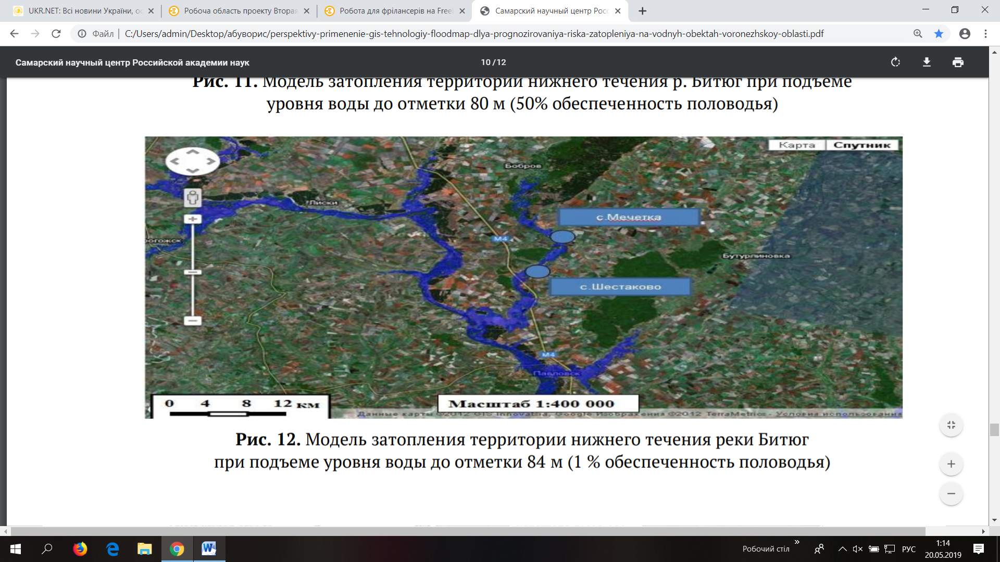 UKR.NET: Всі новини України, ос
Робоча область проекту Вторая
Робота для фрілансерів на Free
Самарский научный центр Росс
Файл
C:/Users/admin/Desktop/абуворис/perspektivy-primenenie-gis-tehnologiy-floodmap-dlya-prognozirovaniya-riska-zatopleniya-na-vodnyh-obektah-voronezhskoy-oblasti.pdf
Самарский научный центр Российской академии наук
10 / 12
Рис. 11. Модель затопления территории нижнего течения р. Битюг при подъеме
уровня воды до отметки 80 м (50% обеспеченность половодья)
Карта
Спутник
Бобров
Лиски
с.Мечетка
М4
рогожск
Бутурлиновка
с.Шестаково
М4
Павловск
0 4 8 12 км
Масштаб 1:400 000
Данные карты ©2012 GIS Innovatsia, Google Изображения ©2012 TerraMetrics - Условия использования
Рис. 12. Модель затопления территории нижнего течения реки Битюг
при подъеме уровня воды до отметки 84 м (1 % обеспеченность половодья)
Робочий стіл
РУС
1:14
20.05.2019